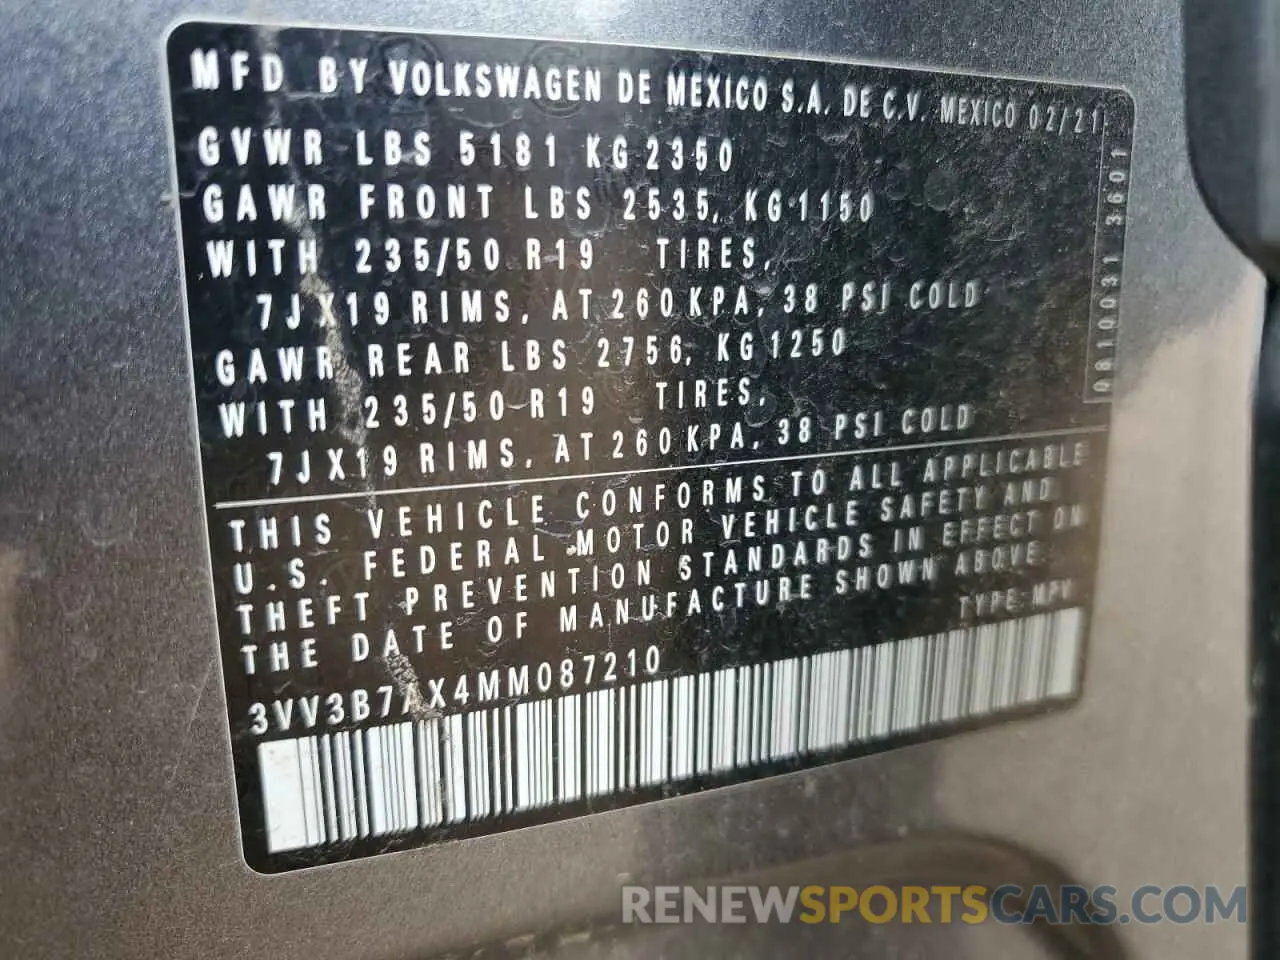 MFD BY VOLKSWAGEN DE MEXICO S.A. DE C.V. MEXICO 02/21
GVWR LBS 5181 KG 2350
GAWR FRONT LBS 2535, KG 1150
WITH 235/50 R19 TIRES,
7JX19 RIMS, AT 260 KPA, 38 PSI COLD
GAWR REAR LBS 2756, KG 1250
WITH 235/50 R19 TIRES,
7JX19 RIMS, AT 260 KPA, 38 PSI COLD
0810031 3601
THIS VEHICLE CONFORMS TO ALL APPLICABLE
U.S. FEDERAL MOTOR VEHICLE SAFETY AND
THEFT PREVENTION STANDARDS IN EFFECT ON
THE DATE OF MANUFACTURE SHOWN ABOVE.
TYPE: MPV
3VV3B7AX4MM087210
RENEWSPORTSCARS.COM